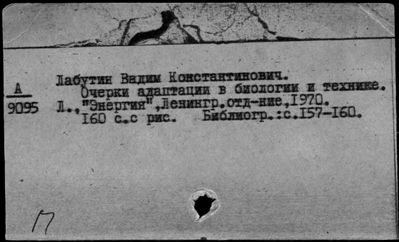 Лабутин Вадим Константинович.
А Очерки адаптации в биологии и технике.
9095 Л.,"Энергия",Ленингр.отд-ние,1970.
160 с.с рис. Библиогр.:с.157-160.
П